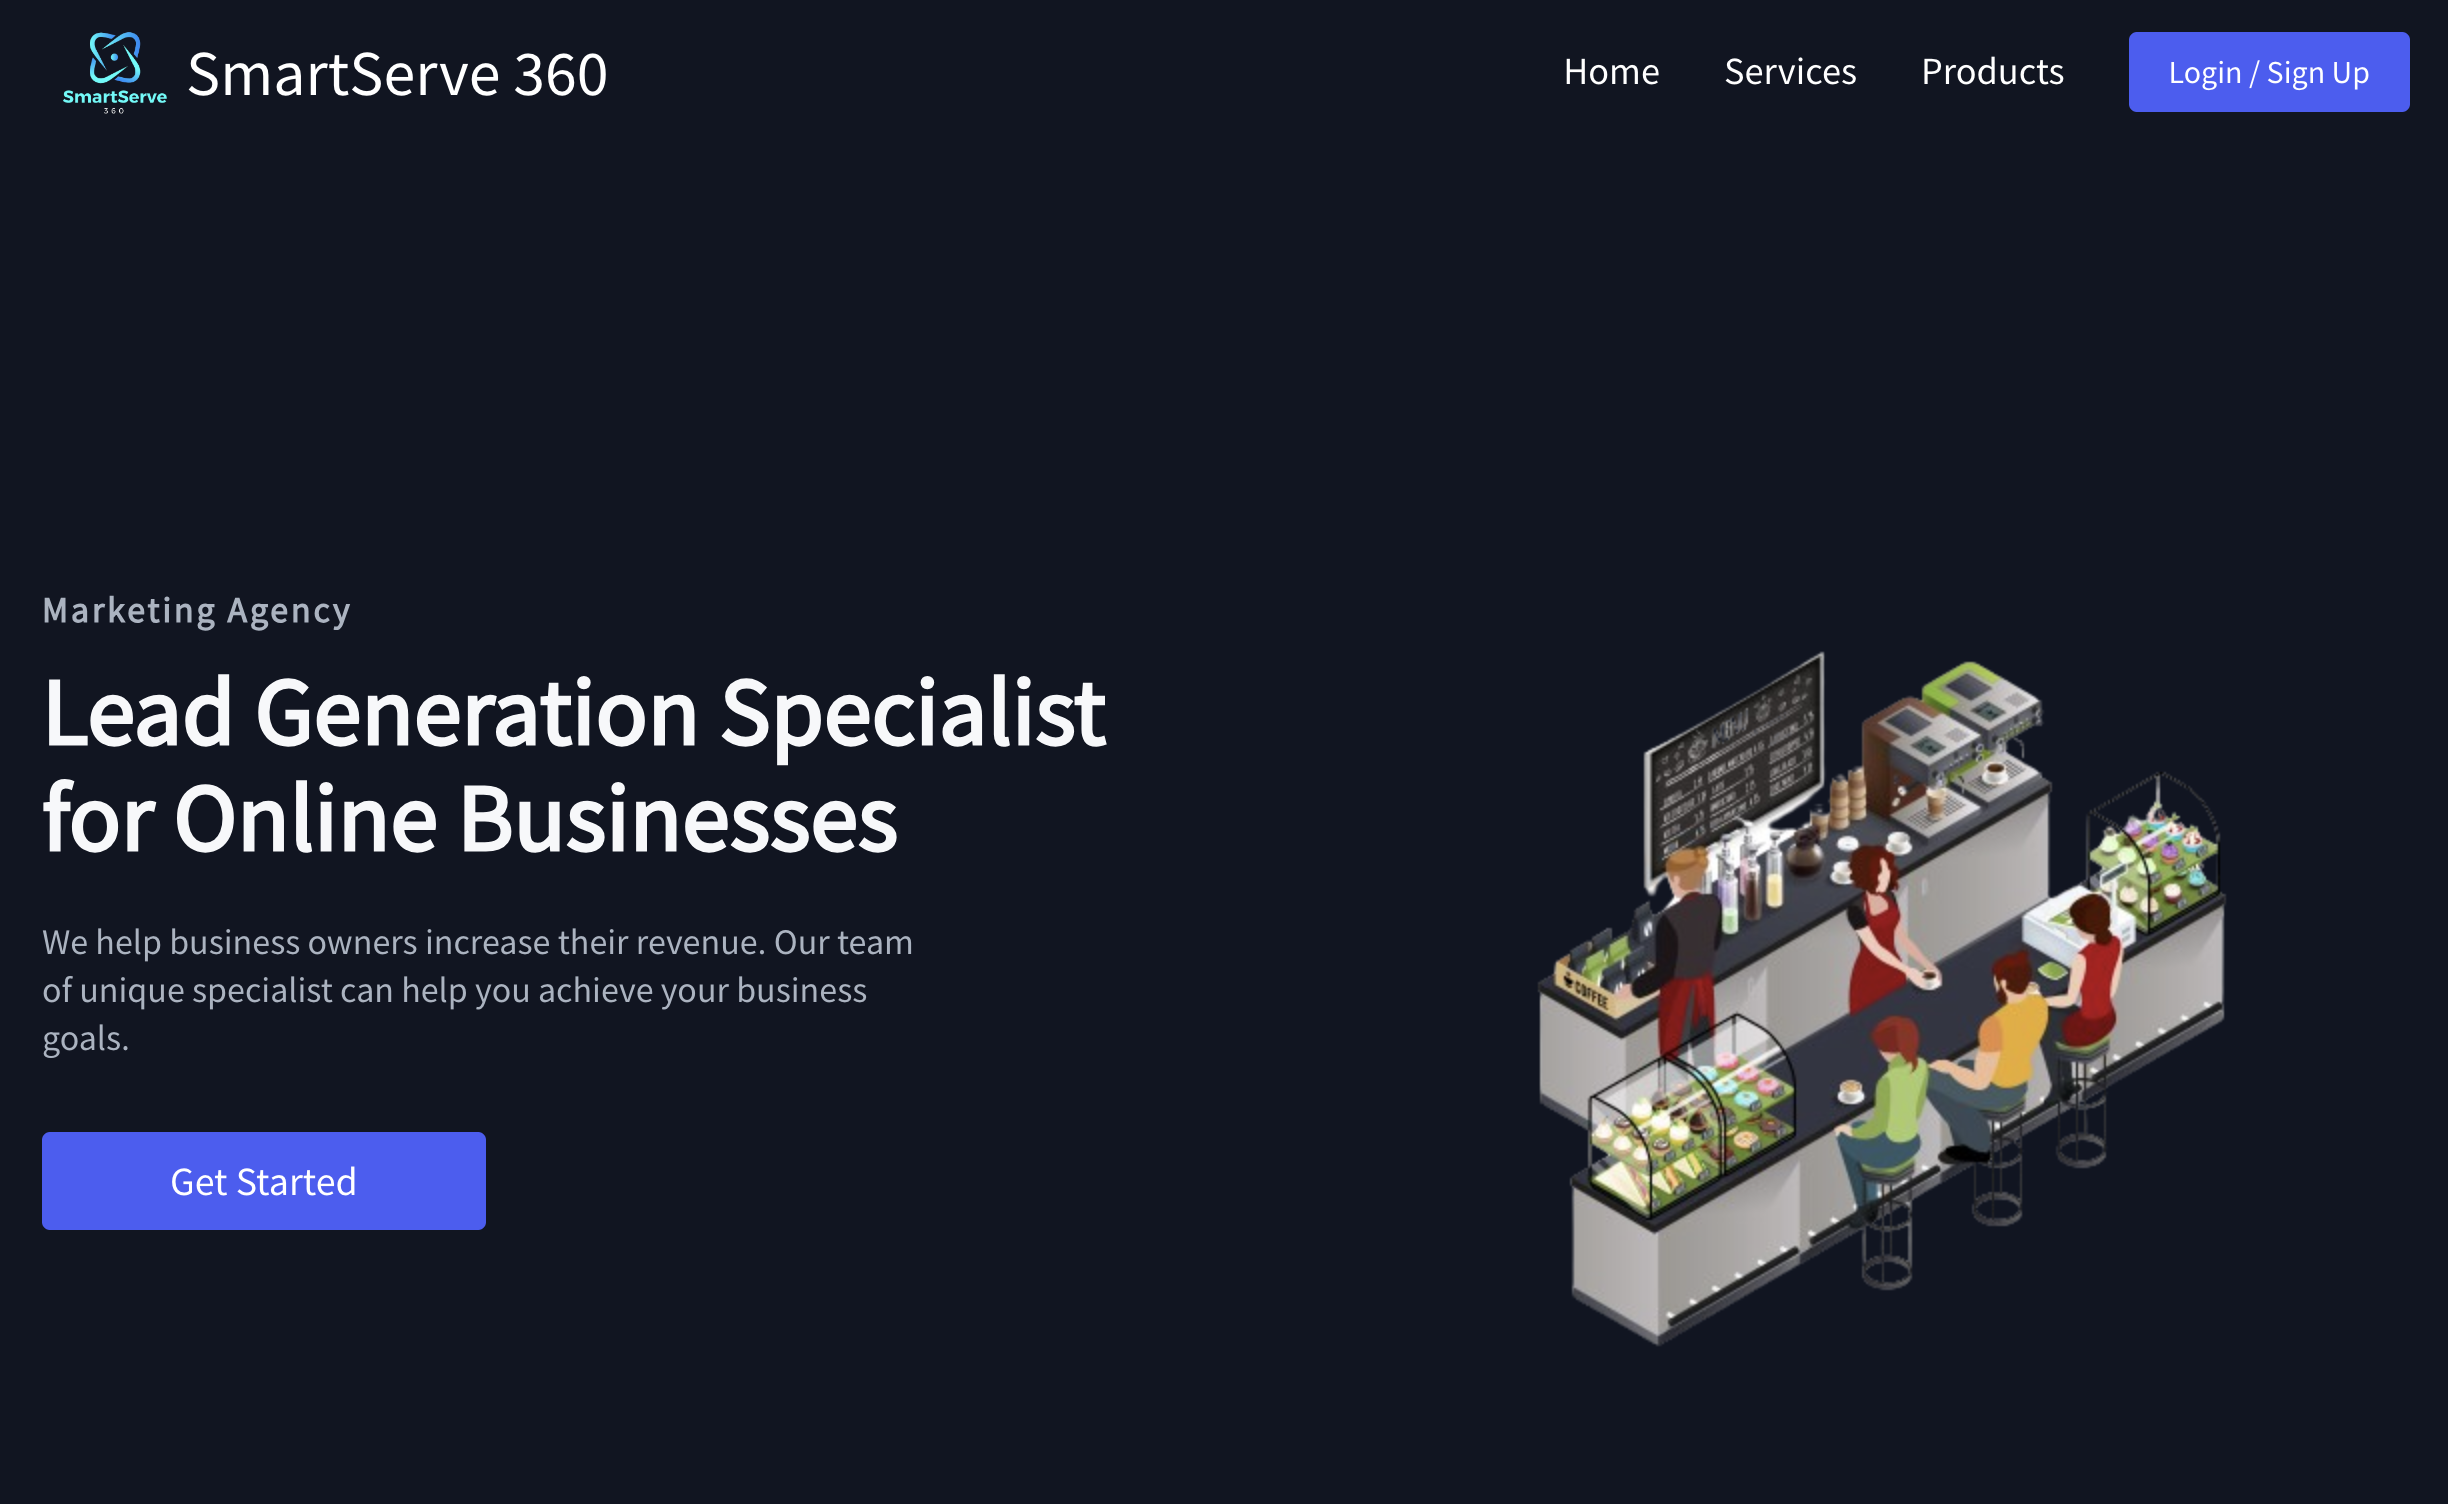 SmartServe
360
SmartServe 360
Home
Services
Products
Login / Sign Up
Marketing Agency
Lead Generation Specialist
for Online Businesses
We help business owners increase their revenue. Our team
of unique specialist can help you achieve your business
goals.
Get Started
COFFEE